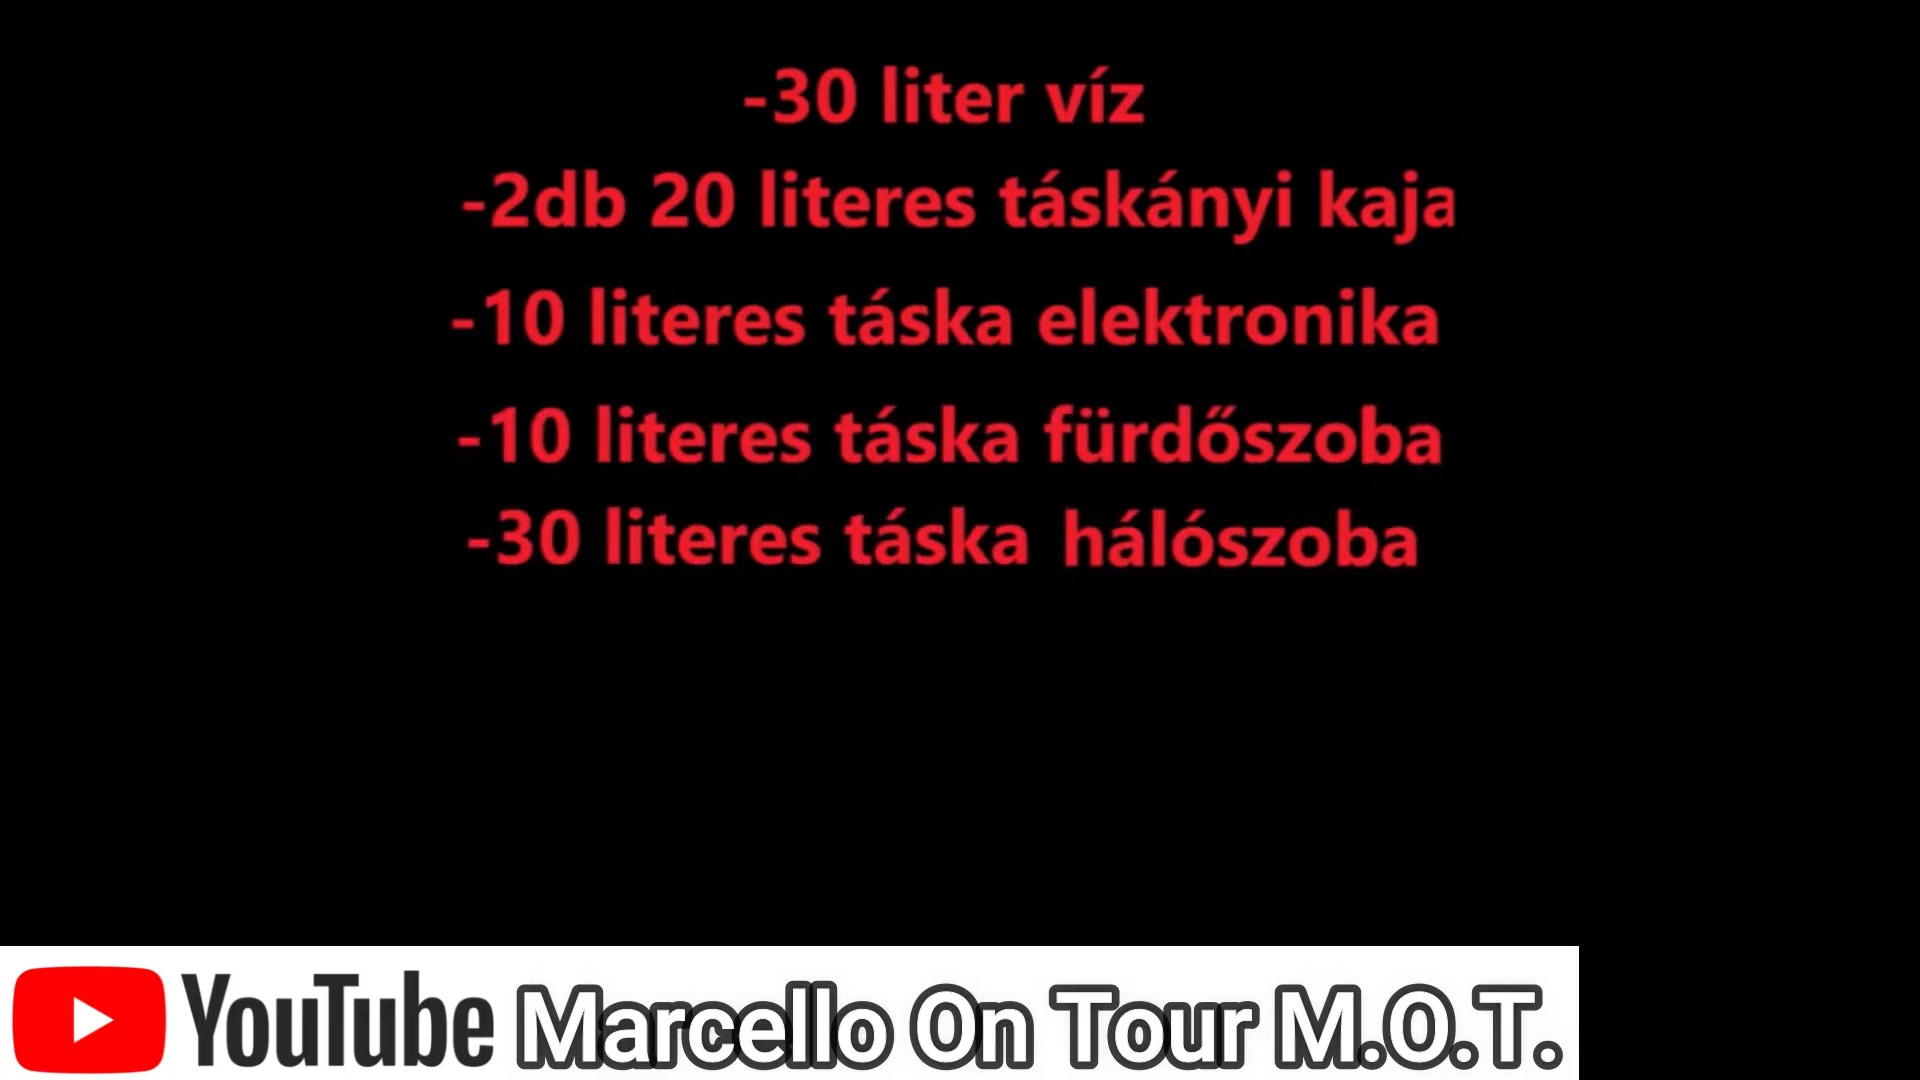 -30 liter víz
-2db 20 literes táskányi kaja
-10 literes táska elektronika
-10 literes táska fürdőszoba
-30 literes táska hálószoba
YouTube Marcello On Tour M.O.T.